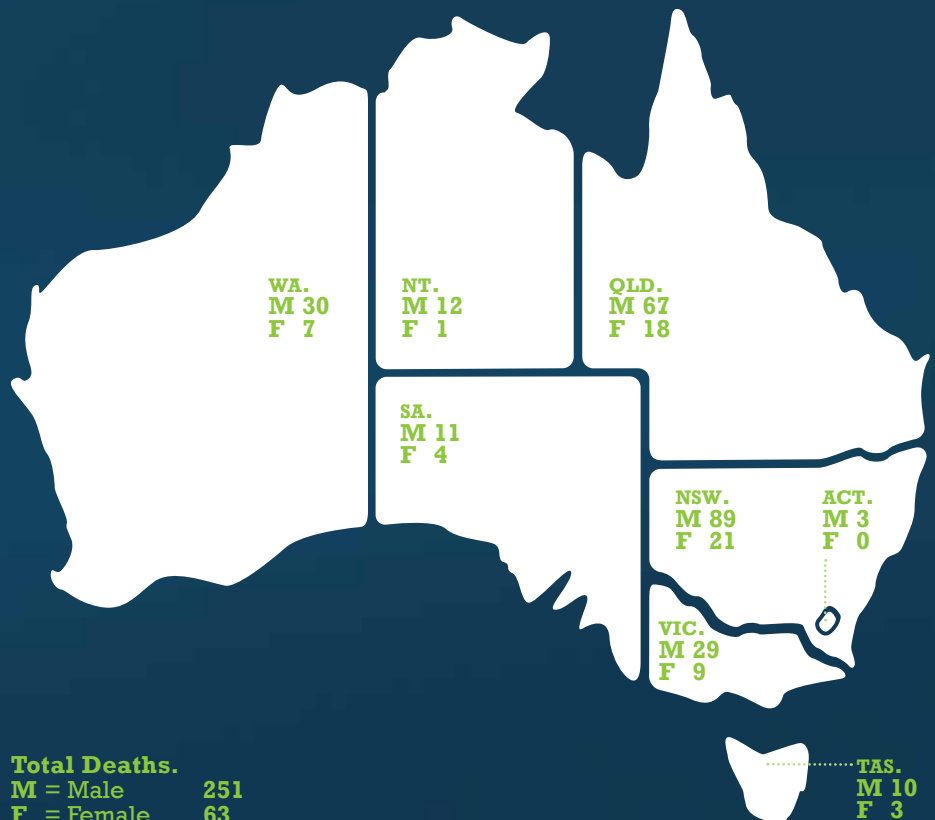 WA.
M 30
F 7
NT.
M 12
F 1
QLD.
M 67
F 18
SA.
M 11
F 4
NSW.
M 89
F 21
ACT.
M 3
F 0
VIC.
M 29
F 9
TAS.
M 10
F 3
Total Deaths.
M = Male 251
F = Female 63